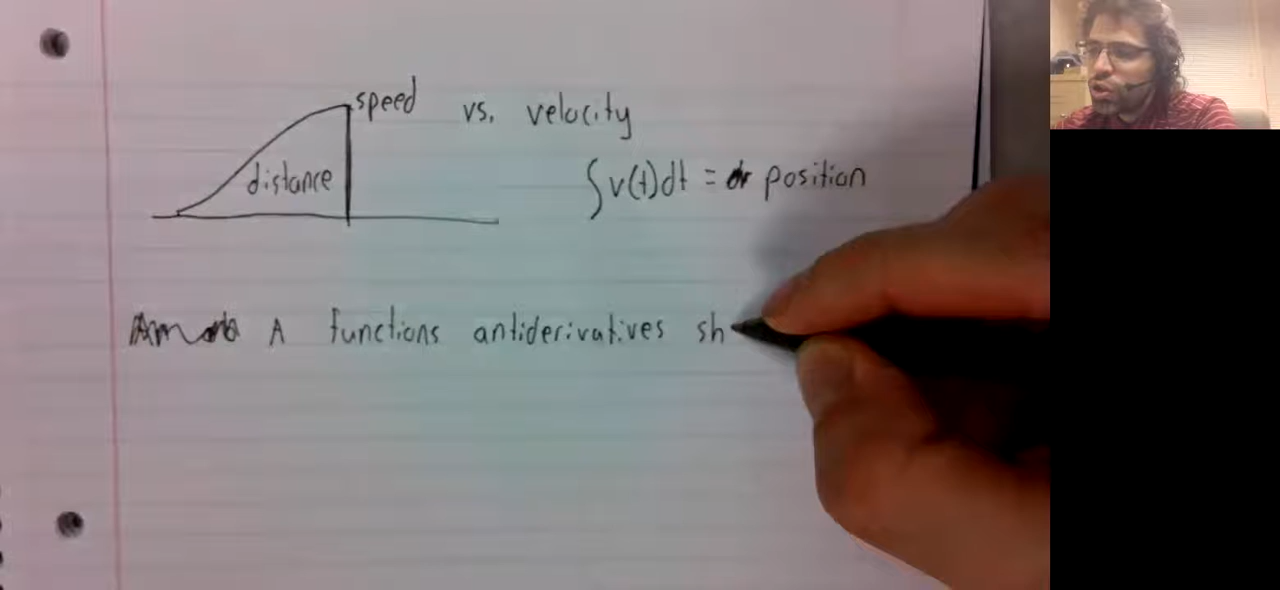 speed vs. velocity
distance
∫v(t)dt = position
A functions antiderivatives sh